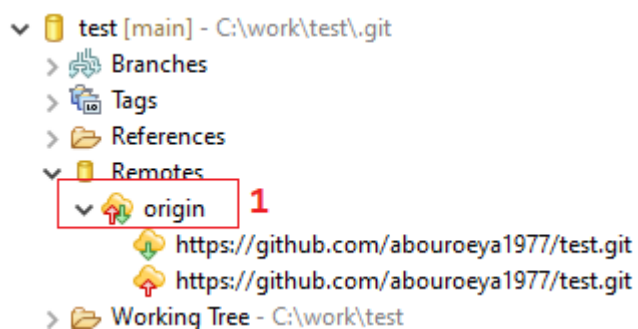 test [main] - C:\work\test\.git
Branches
Tags
References
Remotes
origin 1
https://github.com/abouroeya1977/test.git
https://github.com/abouroeya1977/test.git
Working Tree - C:\work\test